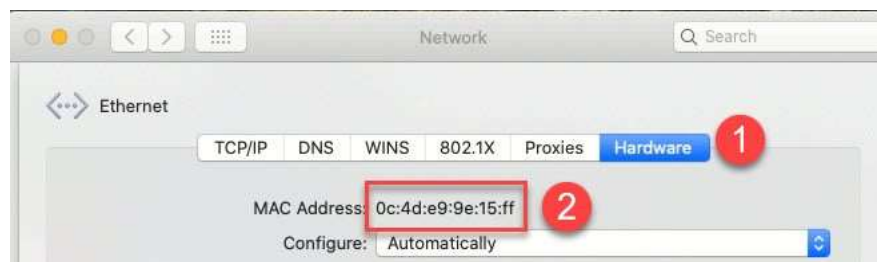 Network
Search
Ethernet
TCP/IP DNS WINS 802.1X Proxies Hardware 1
MAC Address: 0c:4d:e9:9e:15:ff 2
Configure: Automatically